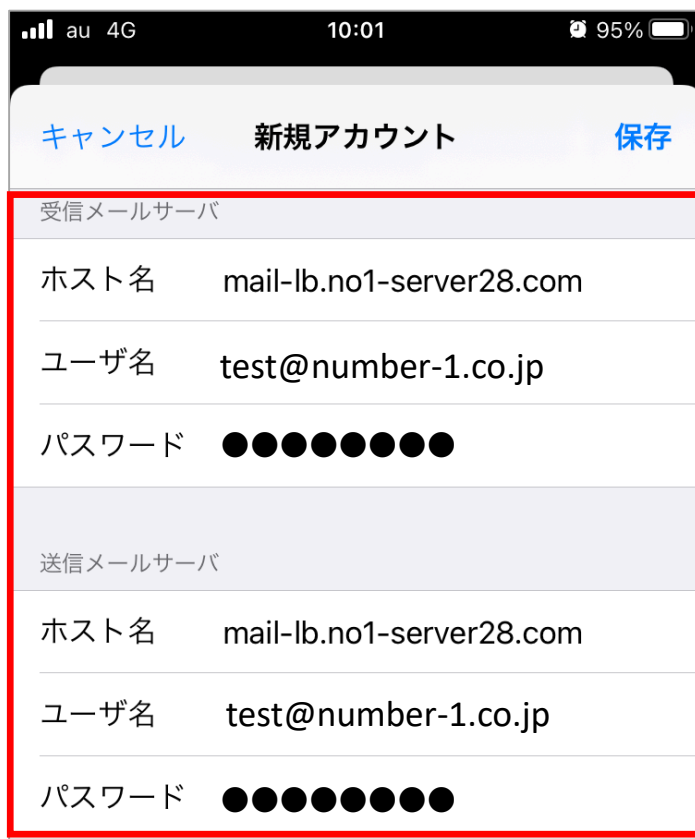 au 4G 10:01 95%
キャンセル 新規アカウント 保存
受信メールサーバ
ホスト名 mail-lb.no1-server28.com
ユーザ名 test@number-1.co.jp
パスワード ●●●●●●●●
送信メールサーバ
ホスト名 mail-lb.no1-server28.com
ユーザ名 test@number-1.co.jp
パスワード ●●●●●●●●